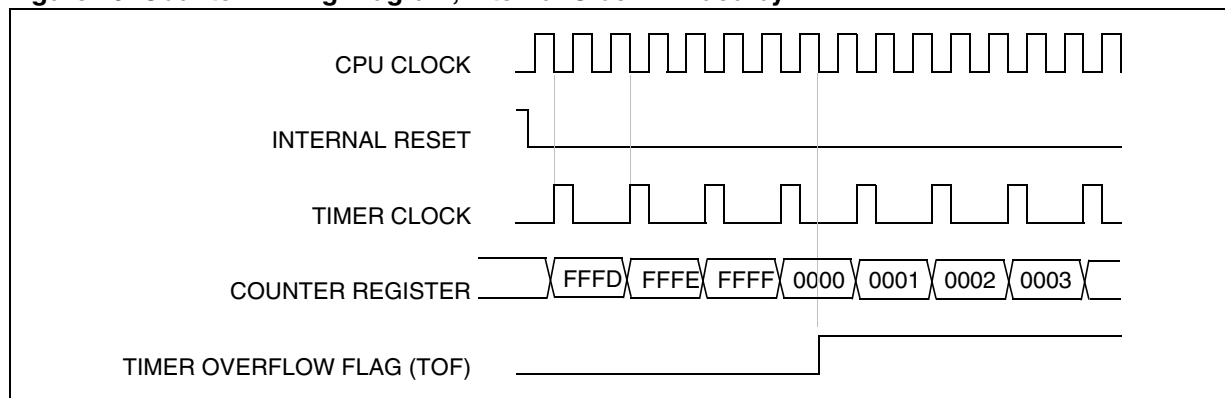 CPU CLOCK
INTERNAL RESET
TIMER CLOCK
COUNTER REGISTER FFFD FFFE FFFF 0000 0001 0002 0003
TIMER OVERFLOW FLAG (TOF)